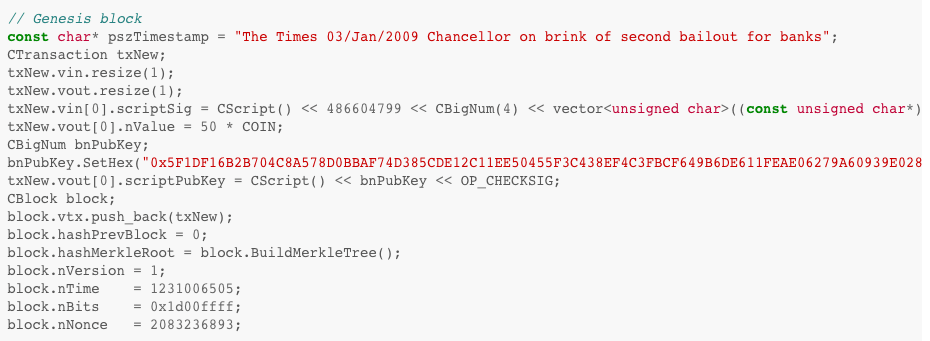 // Genesis block
const char* pszTimestamp = "The Times 03/Jan/2009 Chancellor on brink of second bailout for banks";
CTransaction txNew;
txNew.vin.resize(1);
txNew.vout.resize(1);
txNew.vin[0].scriptSig = CScript() << 486604799 << CBigNum(4) << vector<unsigned char>((const unsigned char*)
txNew.vout[0].nValue = 50 * COIN;
CBigNum bnPubKey;
bnPubKey.SetHex("0x5F1DF16B2B704C8A578D0BBAF74D385CDE12C11EE50455F3C438EF4C3FBCF649B6DE611FEAE06279A60939E028
txNew.vout[0].scriptPubKey = CScript() << bnPubKey << OP_CHECKSIG;
CBlock block;
block.vtx.push_back(txNew);
block.hashPrevBlock = 0;
block.hashMerkleRoot = block.BuildMerkleTree();
block.nVersion = 1;
block.nTime    = 1231006505;
block.nBits    = 0x1d00ffff;
block.nNonce   = 2083236893;